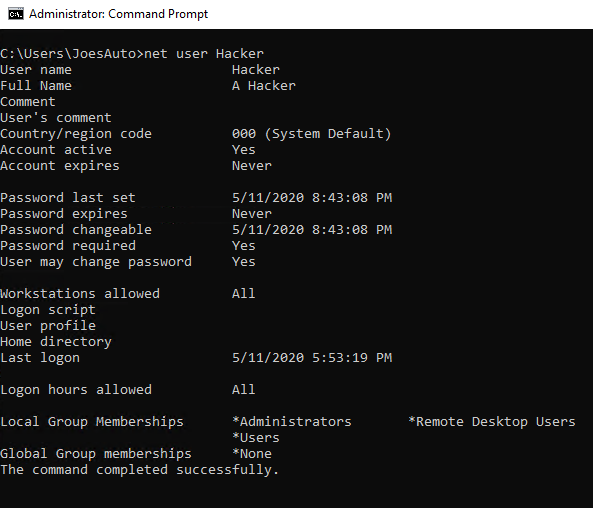 Administrator: Command Prompt
C:\Users\JoesAuto>net user Hacker
User name Hacker
Full Name A Hacker
Comment
User's comment
Country/region code 000 (System Default)
Account active Yes
Account expires Never
Password last set 5/11/2020 8:43:08 PM
Password expires Never
Password changeable 5/11/2020 8:43:08 PM
Password required Yes
User may change password Yes
Workstations allowed All
Logon script
User profile
Home directory
Last logon 5/11/2020 5:53:19 PM
Logon hours allowed All
Local Group Memberships *Administrators *Remote Desktop Users
*Users
Global Group memberships *None
The command completed successfully.